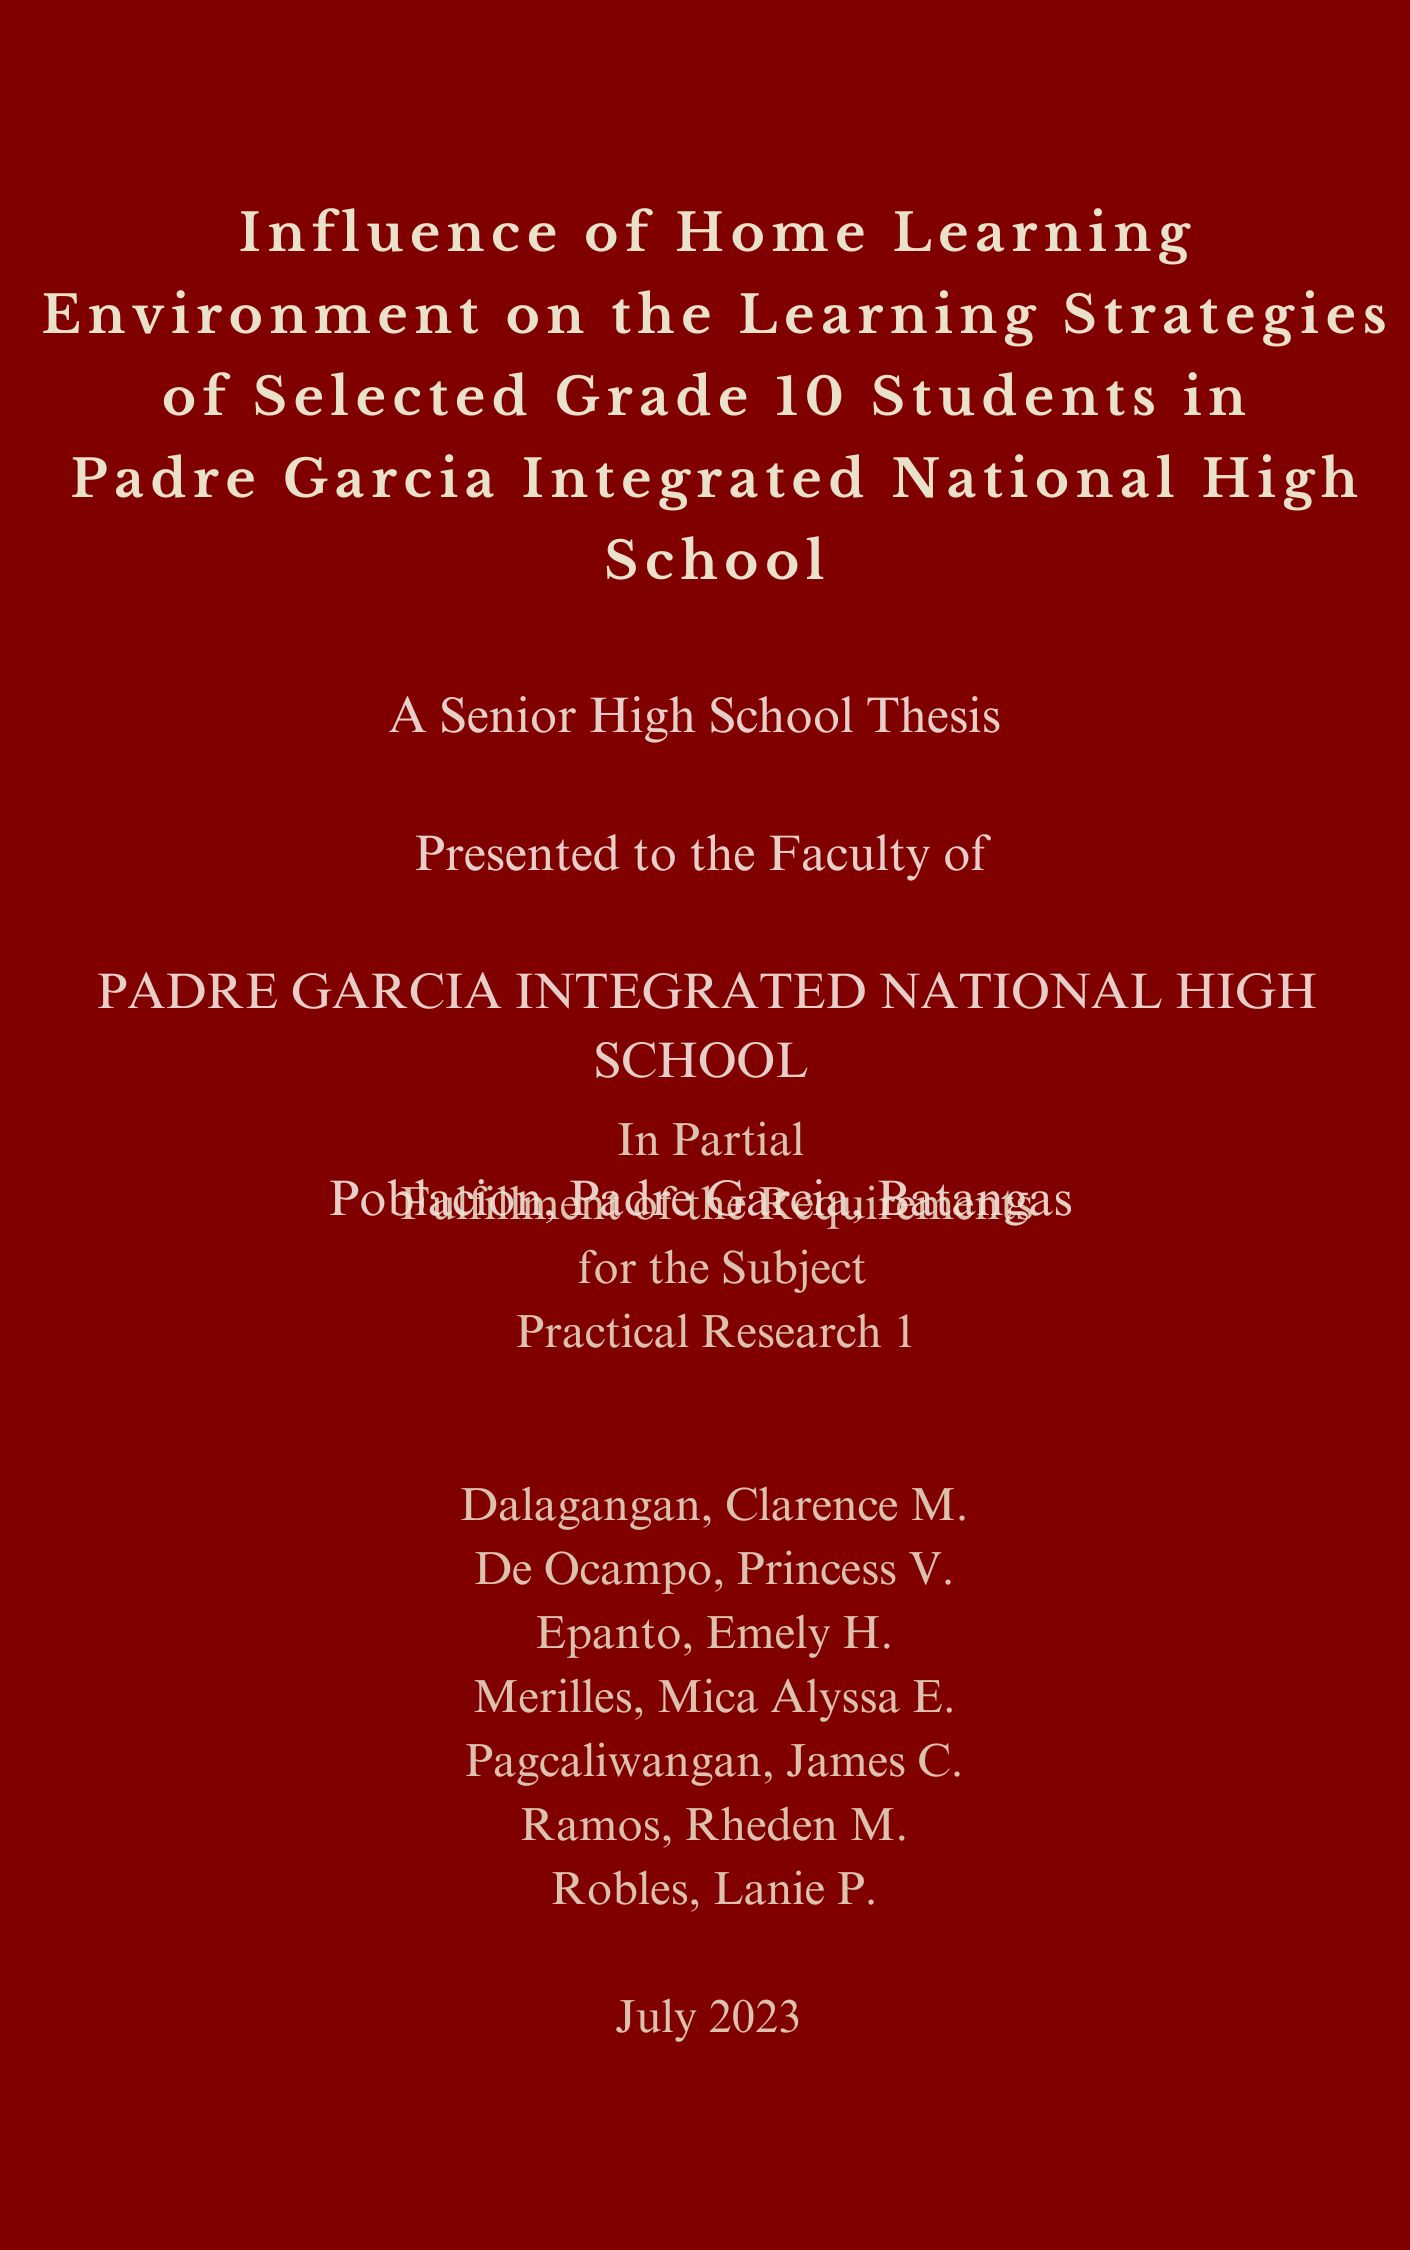 Influence of Home Learning
Environment on the Learning Strategies
of Selected Grade 10 Students in
Padre Garcia Integrated National High
School
A Senior High School Thesis
Presented to the Faculty of
PADRE GARCIA INTEGRATED NATIONAL HIGH
SCHOOL
In Partial
Poblacion, Padre Garcia, Batangas
Fulfillment of the Requirements
for the Subject
Practical Research 1
Dalagangan, Clarence M.
De Ocampo, Princess V.
Epanto, Emely H.
Merilles, Mica Alyssa E.
Pagcaliwangan, James C.
Ramos, Rheden M.
Robles, Lanie P.
July 2023